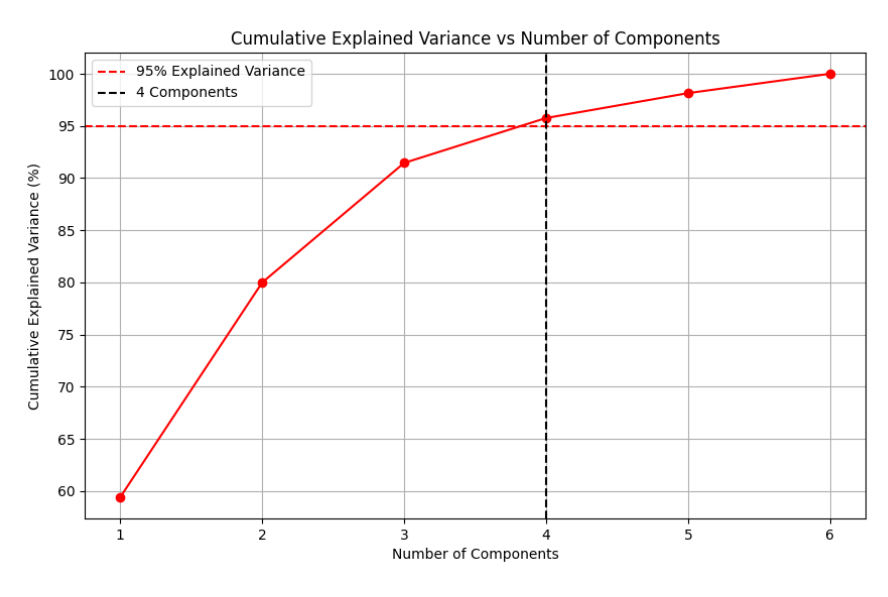 Cumulative Explained Variance vs Number of Components
95% Explained Variance
4 Components
Cumulative Explained Variance (%)
100
95
90
85
80
75
70
65
60
1 2 3 4 5 6
Number of Components